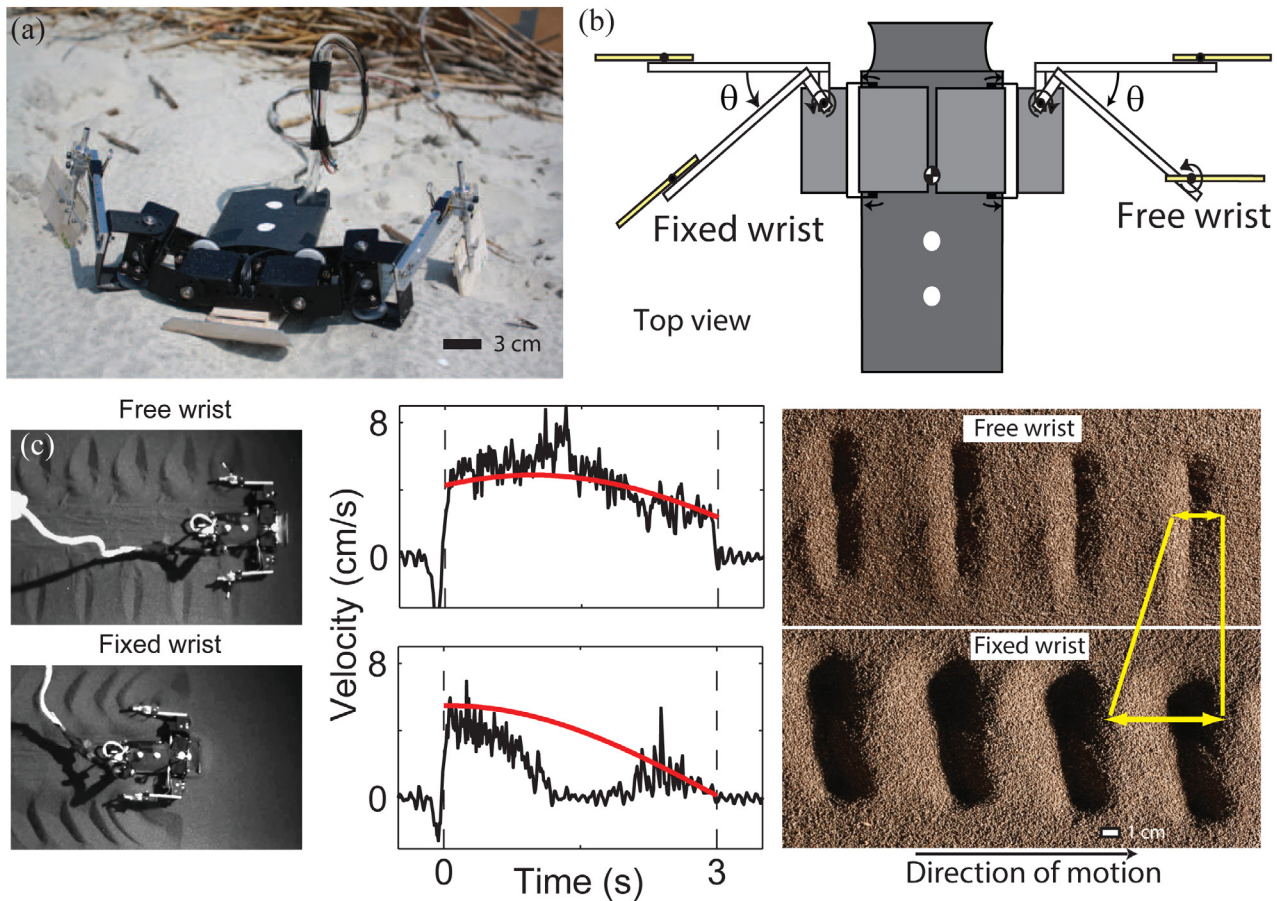 (a)
3 cm
(b)
θ
θ
Fixed wrist
Free wrist
Top view
(c)
Free wrist
Fixed wrist
Velocity (cm/s)
8
0
8
0
0
3
Time (s)
Free wrist
Fixed wrist
1 cm
Direction of motion